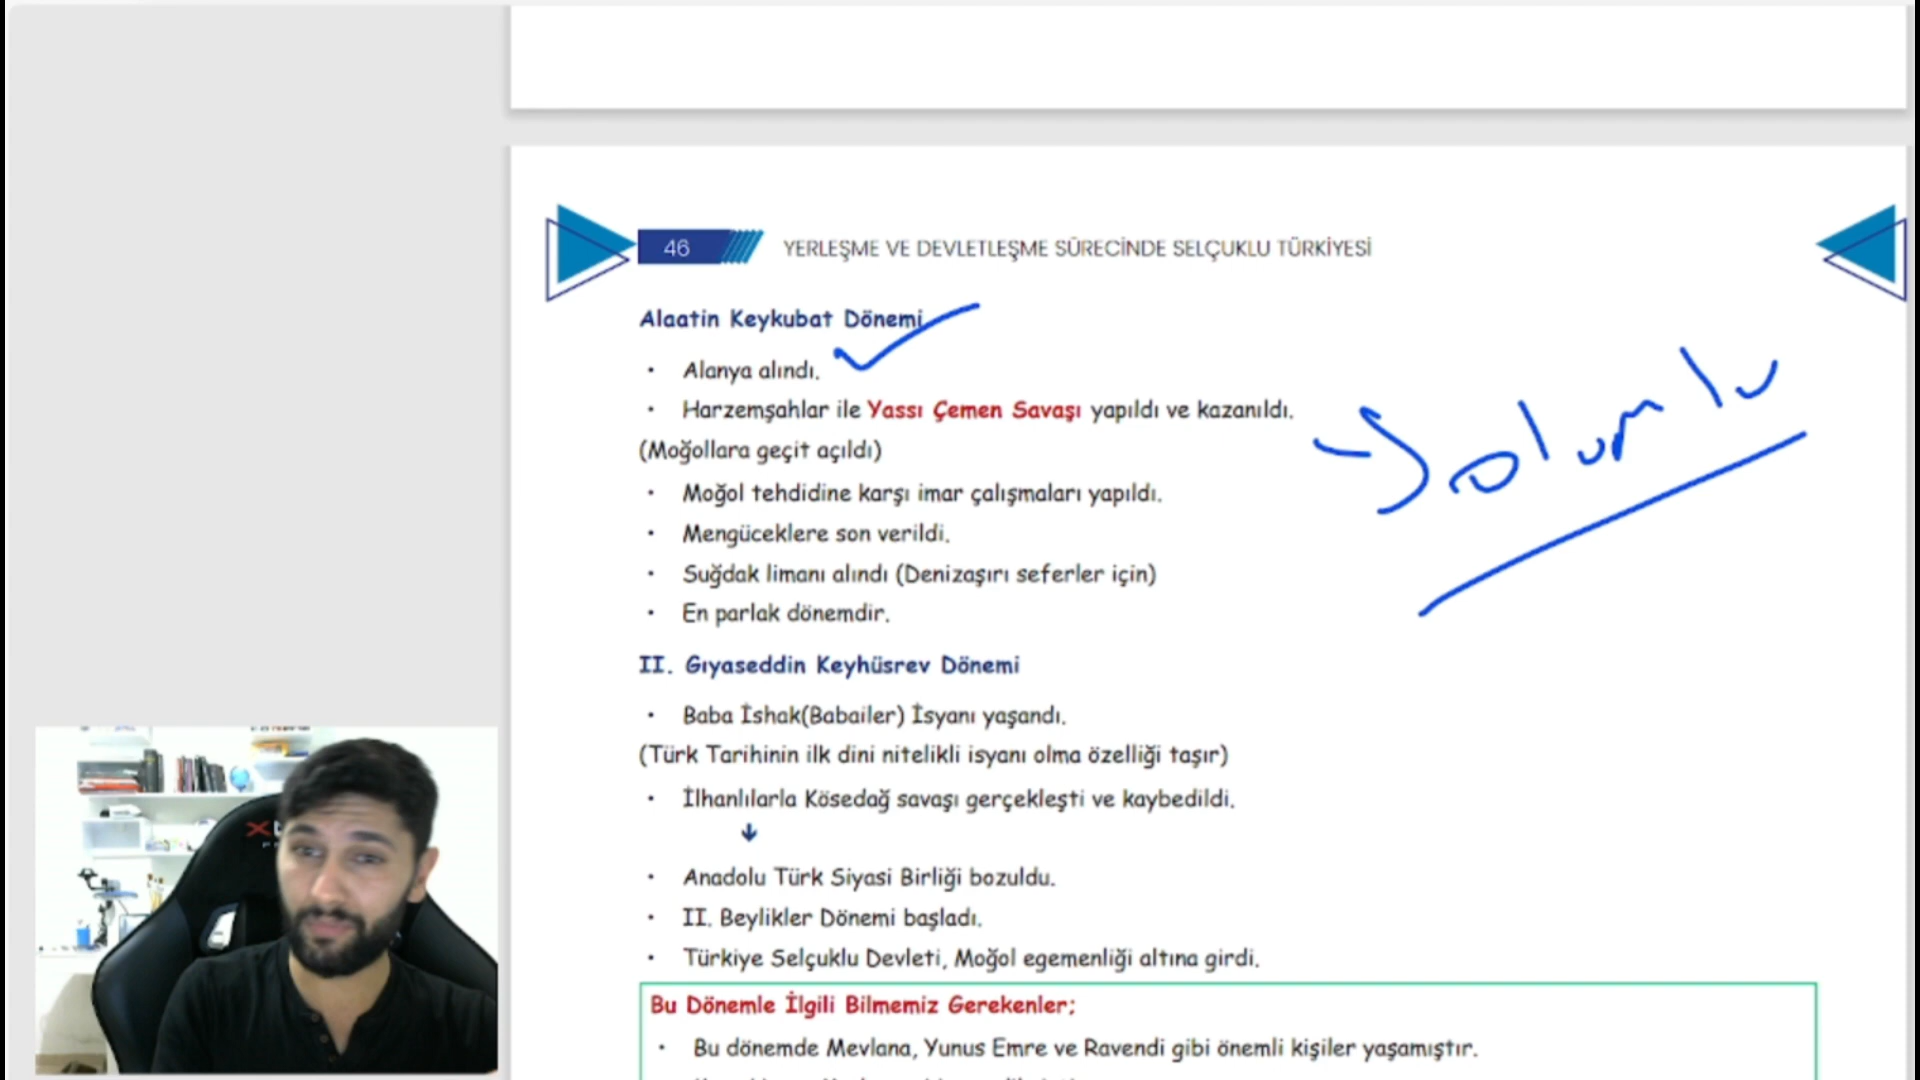 46 YERLEŞME VE DEVLETLEŞME SÜRECİNDE SELÇUKLU TÜRKİYESİ
Alaatin Keykubat Dönemi
• Alanya alındı.
• Harzemşahlar ile Yassı Çemen Savaşı yapıldı ve kazanıldı.
(Moğollara geçit açıldı)
olumlu
• Moğol tehdidine karşı imar çalışmaları yapıldı.
• Mengüceklere son verildi.
• Suğdak limanı alındı (Denizaşırı seferler için)
• En parlak dönemdir.
II. Gıyaseddin Keyhüsrev Dönemi
• Baba İshak(Babailer) İsyanı yaşandı.
(Türk Tarihinin ilk dini nitelikli isyanı olma özelliği taşır)
• İlhanlılarla Kösedağ savaşı gerçekleşti ve kaybedildi.
• Anadolu Türk Siyasi Birliği bozuldu.
• II. Beylikler Dönemi başladı.
• Türkiye Selçuklu Devleti, Moğol egemenliği altına girdi.
Bu Dönemle İlgili Bilmemiz Gerekenler;
• Bu dönemde Mevlana, Yunus Emre ve Ravendi gibi önemli kişiler yaşamıştır.